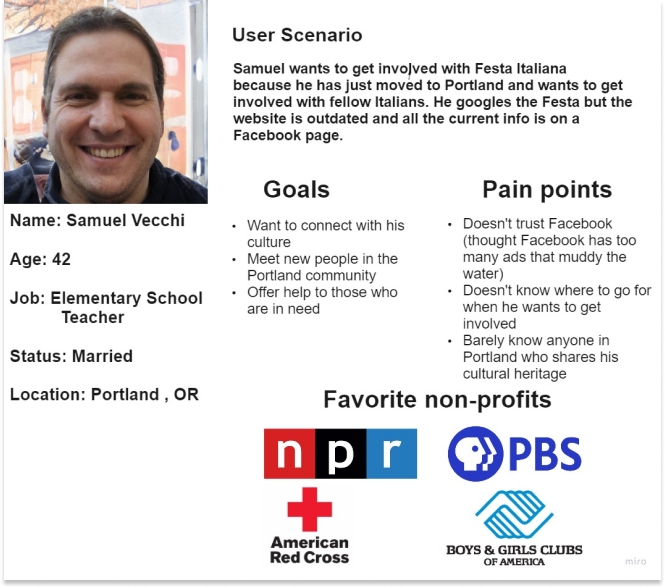 User Scenario
Samuel wants to get involved with Festa Italiana
because he has just moved to Portland and wants to get
involved with fellow Italians. He googles the Festa but the
website is outdated and all the current info is on a
Facebook page.
Name: Samuel Vecchi
Age: 42
Job: Elementary School
Teacher
Status: Married
Location: Portland , OR
Goals
• Want to connect with his
culture
• Meet new people in the
Portland community
• Offer help to those who
are in need
Pain points
• Doesn't trust Facebook
(thought Facebook has too
many ads that muddy the
water)
• Doesn't know where to go for
when he wants to get
involved
• Barely know anyone in
Portland who shares his
cultural heritage
Favorite non-profits
npr
PBS
American
Red Cross
BOYS & GIRLS CLUBS
OF AMERICA
miro